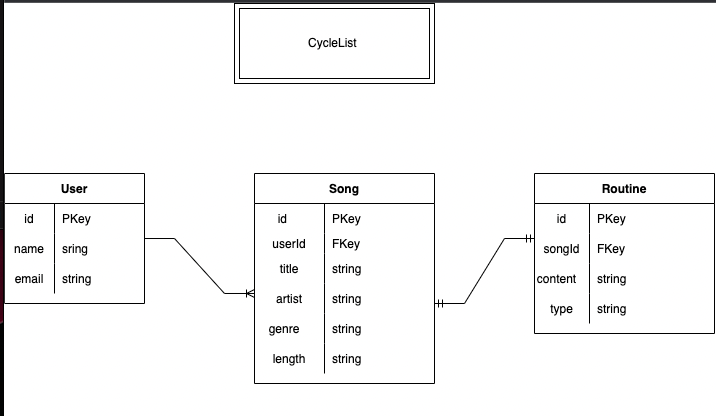 CycleList
User
id PKey
name sring
email string
Song
id PKey
userId FKey
title string
artist string
genre string
length string
Routine
id PKey
songId FKey
content string
type string